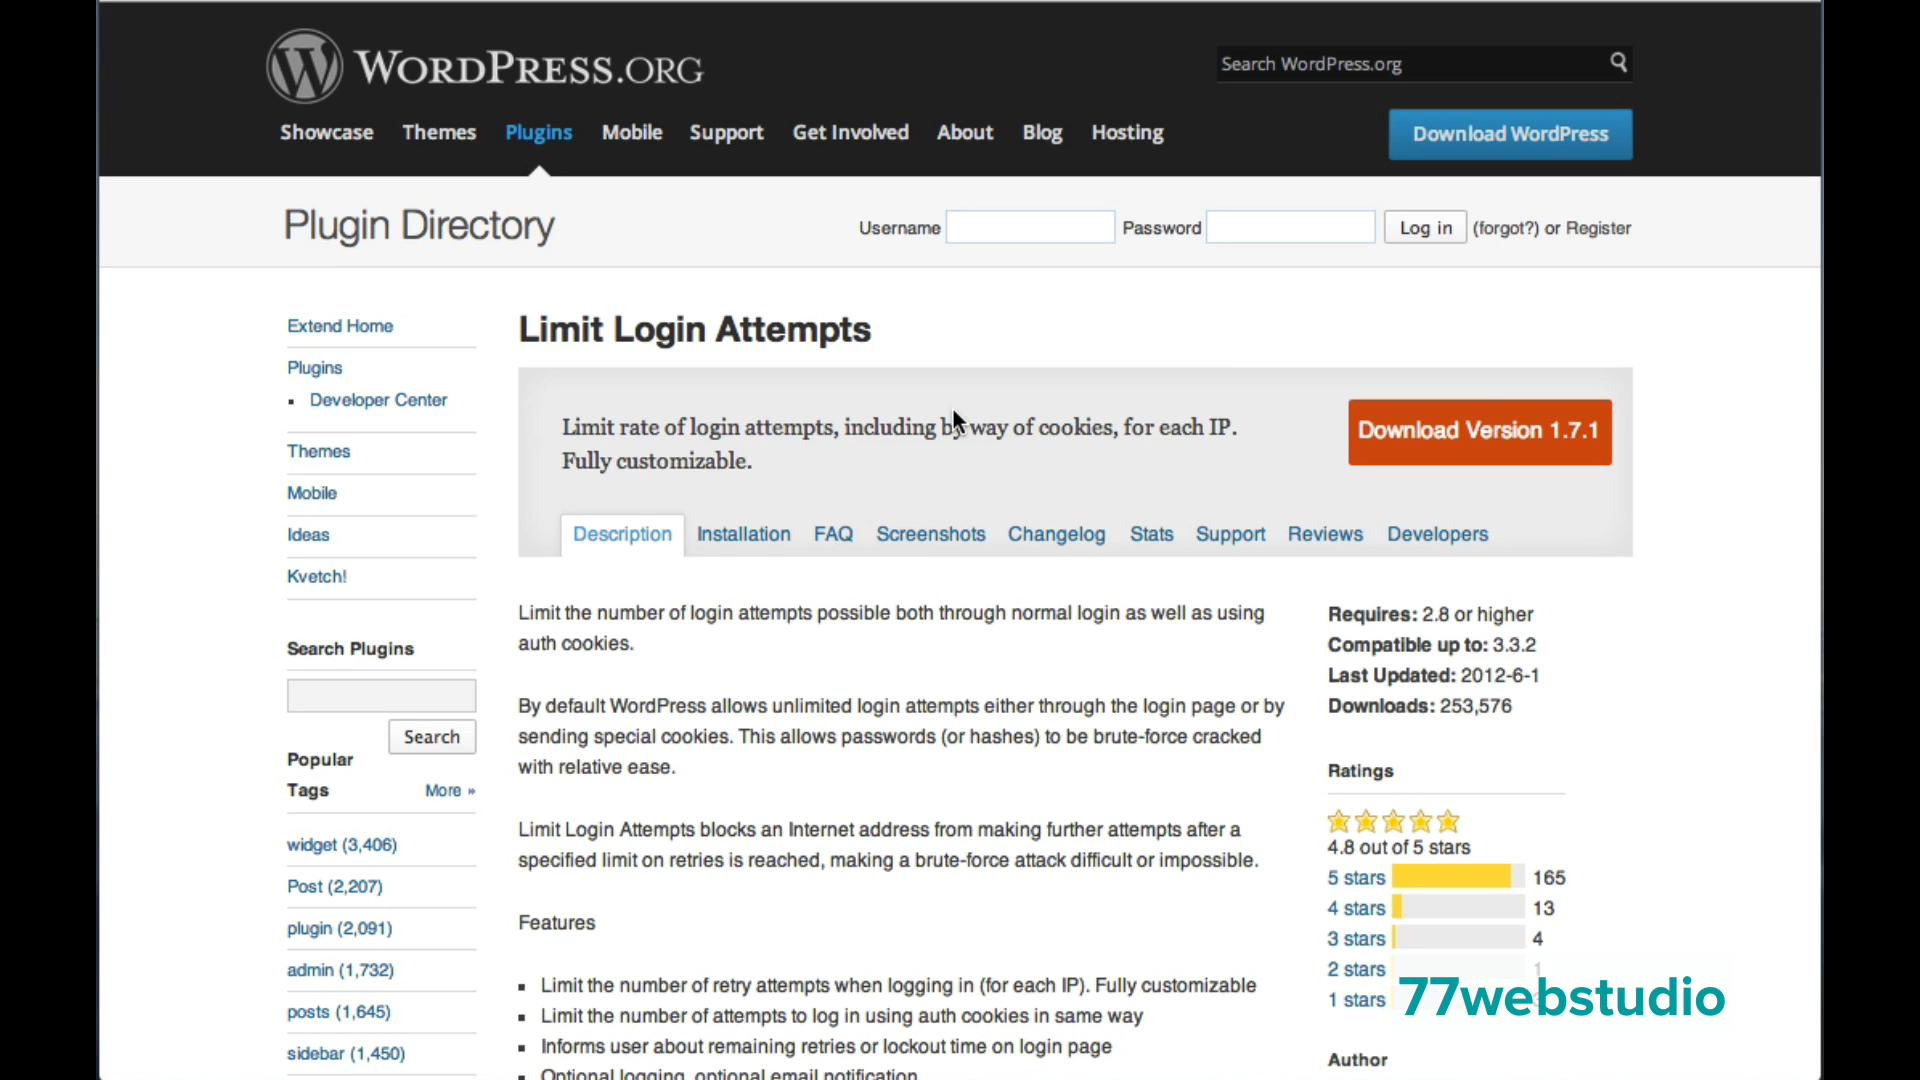 WORDPRESS.ORG
Search WordPress.org
Showcase Themes Plugins Mobile Support Get Involved About Blog Hosting
Download WordPress
Plugin Directory
Username Password Log in (forgot?) or Register
Extend Home
Plugins
▪ Developer Center
Themes
Mobile
Ideas
Kvetch!
Search Plugins
Search
Popular
Tags More »
widget (3,406)
Post (2,207)
plugin (2,091)
admin (1,732)
posts (1,645)
sidebar (1,450)
Limit Login Attempts
Limit rate of login attempts, including by way of cookies, for each IP.
Fully customizable.
Download Version 1.7.1
Description Installation FAQ Screenshots Changelog Stats Support Reviews Developers
Limit the number of login attempts possible both through normal login as well as using
auth cookies.
By default WordPress allows unlimited login attempts either through the login page or by
sending special cookies. This allows passwords (or hashes) to be brute-force cracked
with relative ease.
Limit Login Attempts blocks an Internet address from making further attempts after a
specified limit on retries is reached, making a brute-force attack difficult or impossible.
Features
▪ Limit the number of retry attempts when logging in (for each IP). Fully customizable
▪ Limit the number of attempts to log in using auth cookies in same way
▪ Informs user about remaining retries or lockout time on login page
▪ Optional logging, optional email notification
Requires: 2.8 or higher
Compatible up to: 3.3.2
Last Updated: 2012-6-1
Downloads: 253,576
Ratings
4.8 out of 5 stars
5 stars 165
4 stars 13
3 stars 4
2 stars 1
1 stars
77webstudio
Author